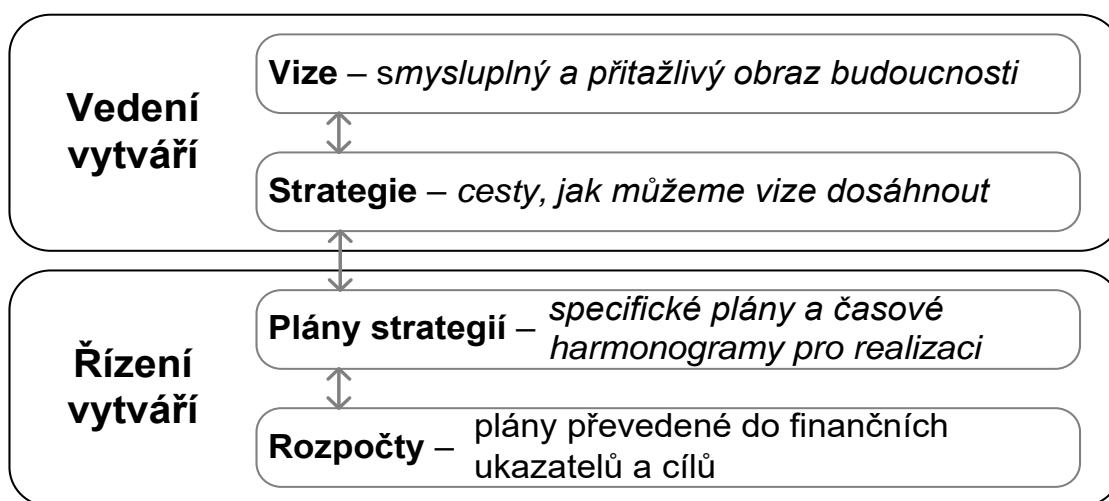 Vedení
vytváří
Vize – smysluplný a přitažlivý obraz budoucnosti
Strategie – cesty, jak můžeme vize dosáhnout
Řízení
vytváří
Plány strategií – specifické plány a časové
harmonogramy pro realizaci
Rozpočty – plány převedené do finančních
ukazatelů a cílů